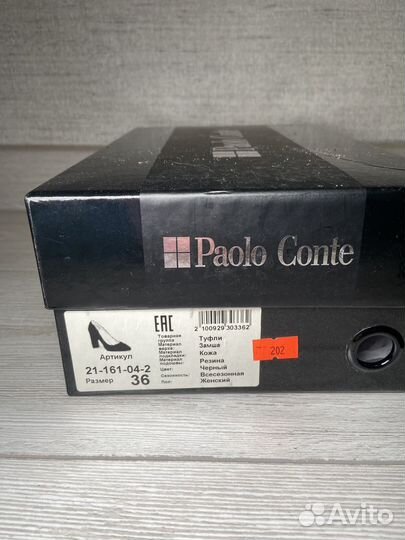 Paolo Conte
EAC
2 100929 303362
Артикул
21-161-04-2
Размер 36
Товарная группа Туфли
Материал верха: Замша
Материал подкладки: Кожа
Материал подошвы: Резина
Цвет: Черный
Сезонность: Всесезонная
Пол: Женский
202
Avito